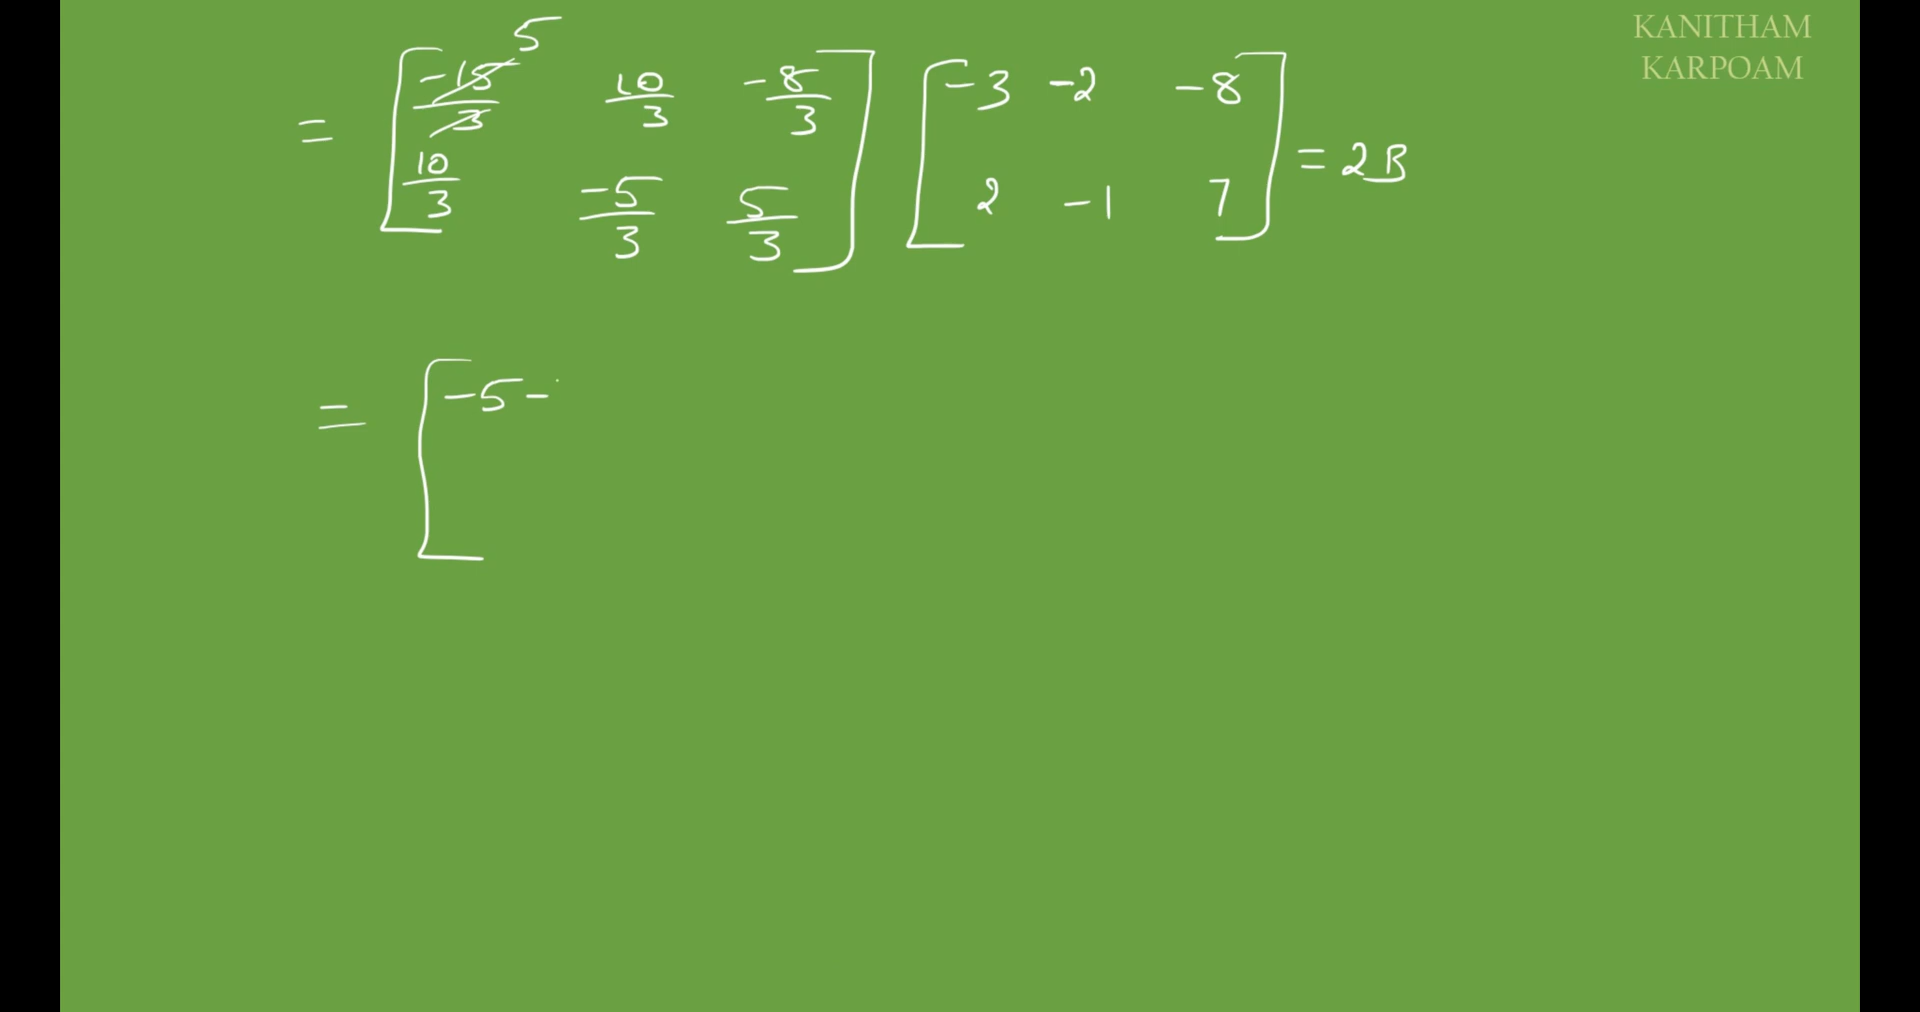 KANITHAM
KARPOAM
= [ -15/3 5 10/3 -8/3 ] [ -3 -2 -8 ] = 2B
10/3 -5/3 5/3 2 -1 7
= [ -5 -